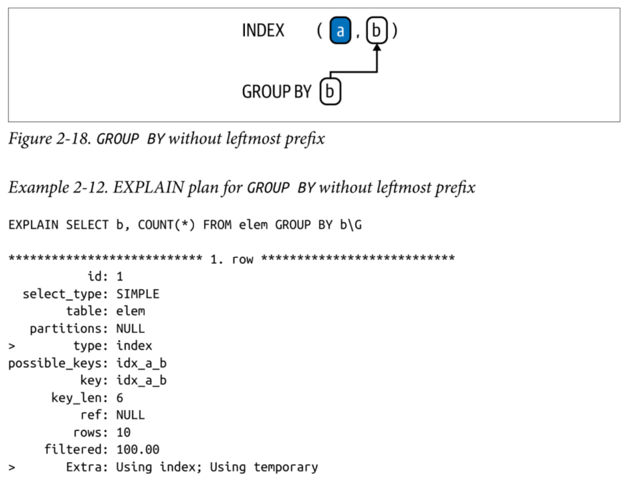 INDEX ( a , b )
GROUP BY b
Figure 2-18. GROUP BY without leftmost prefix
Example 2-12. EXPLAIN plan for GROUP BY without leftmost prefix
EXPLAIN SELECT b, COUNT(*) FROM elem GROUP BY b\G
*************************** 1. row ***************************
id: 1
select_type: SIMPLE
table: elem
partitions: NULL
> type: index
possible_keys: idx_a_b
key: idx_a_b
key_len: 6
ref: NULL
rows: 10
filtered: 100.00
> Extra: Using index; Using temporary